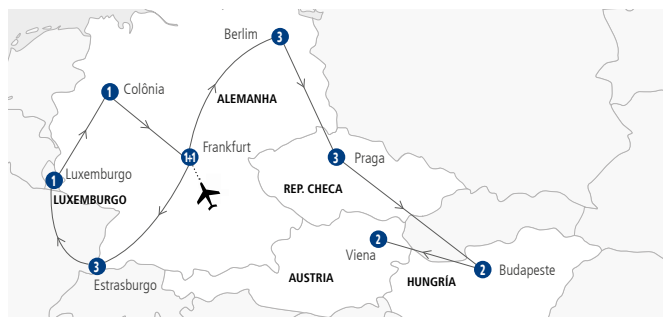 Berlim
3
1
Colônia
ALEMANHA
1+1
Frankfurt
3
Praga
1
Luxemburgo
LUXEMBURGO
REP. CHECA
2
Viena
3
Estrasburgo
AUSTRIA
HUNGRÍA
2
Budapeste